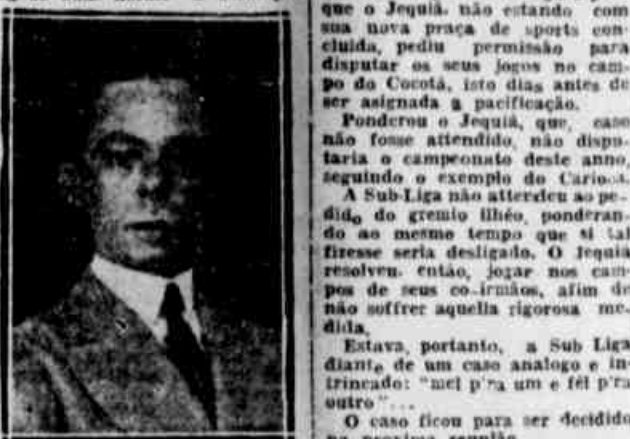 que o Jequiá, não estando com
sua nova praça de sports con-
cluida, pediu permissão para
disputar os seus jogos no cam-
po do Cocotá, isto dias antes de
ser asignada a pacificação.
Ponderou o Jequiá, que, caso
não fosse attendido, não dispu-
taria o campeonato deste anno,
seguindo o exemplo do Carioca.
A Sub-Liga não attendeu ao pe-
dido do gremio ilhéo, ponderan-
do ao mesmo tempo que si tal
fizesse seria desligado. O Jequiá
resolveu, então, jogar nos cam-
pos de seus co-irmãos, afim de
não soffrer aquella rigorosa me-
dida.
Estava, portanto, a Sub Liga
diante de um caso analogo e in-
trincado: "mel p'ra um e fél p'ra
outro"...
O caso ficou para ser decidido
na proxima reunião